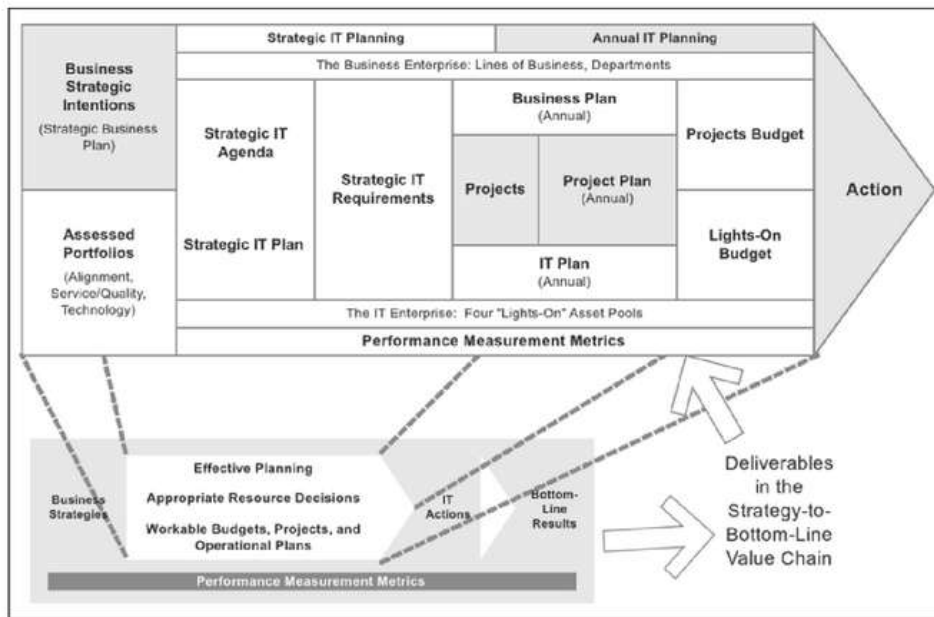 Strategic IT Planning
Annual IT Planning
Business
Strategic
Intentions
(Strategic Business
Plan)
The Business Enterprise: Lines of Business, Departments
Strategic IT
Agenda
Strategic IT Plan
Strategic IT
Requirements
Business Plan
(Annual)
Projects
Project Plan
(Annual)
IT Plan
(Annual)
Projects Budget
Lights-On
Budget
Action
Assessed
Portfolios
(Alignment,
Service/Quality,
Technology)
The IT Enterprise: Four "Lights-On" Asset Pools
Performance Measurement Metrics
Business
Strategies
Effective Planning
Appropriate Resource Decisions
Workable Budgets, Projects, and
Operational Plans
IT
Actions
Bottom-
Line
Results
Performance Measurement Metrics
Deliverables
in the
Strategy-to-
Bottom-Line
Value Chain